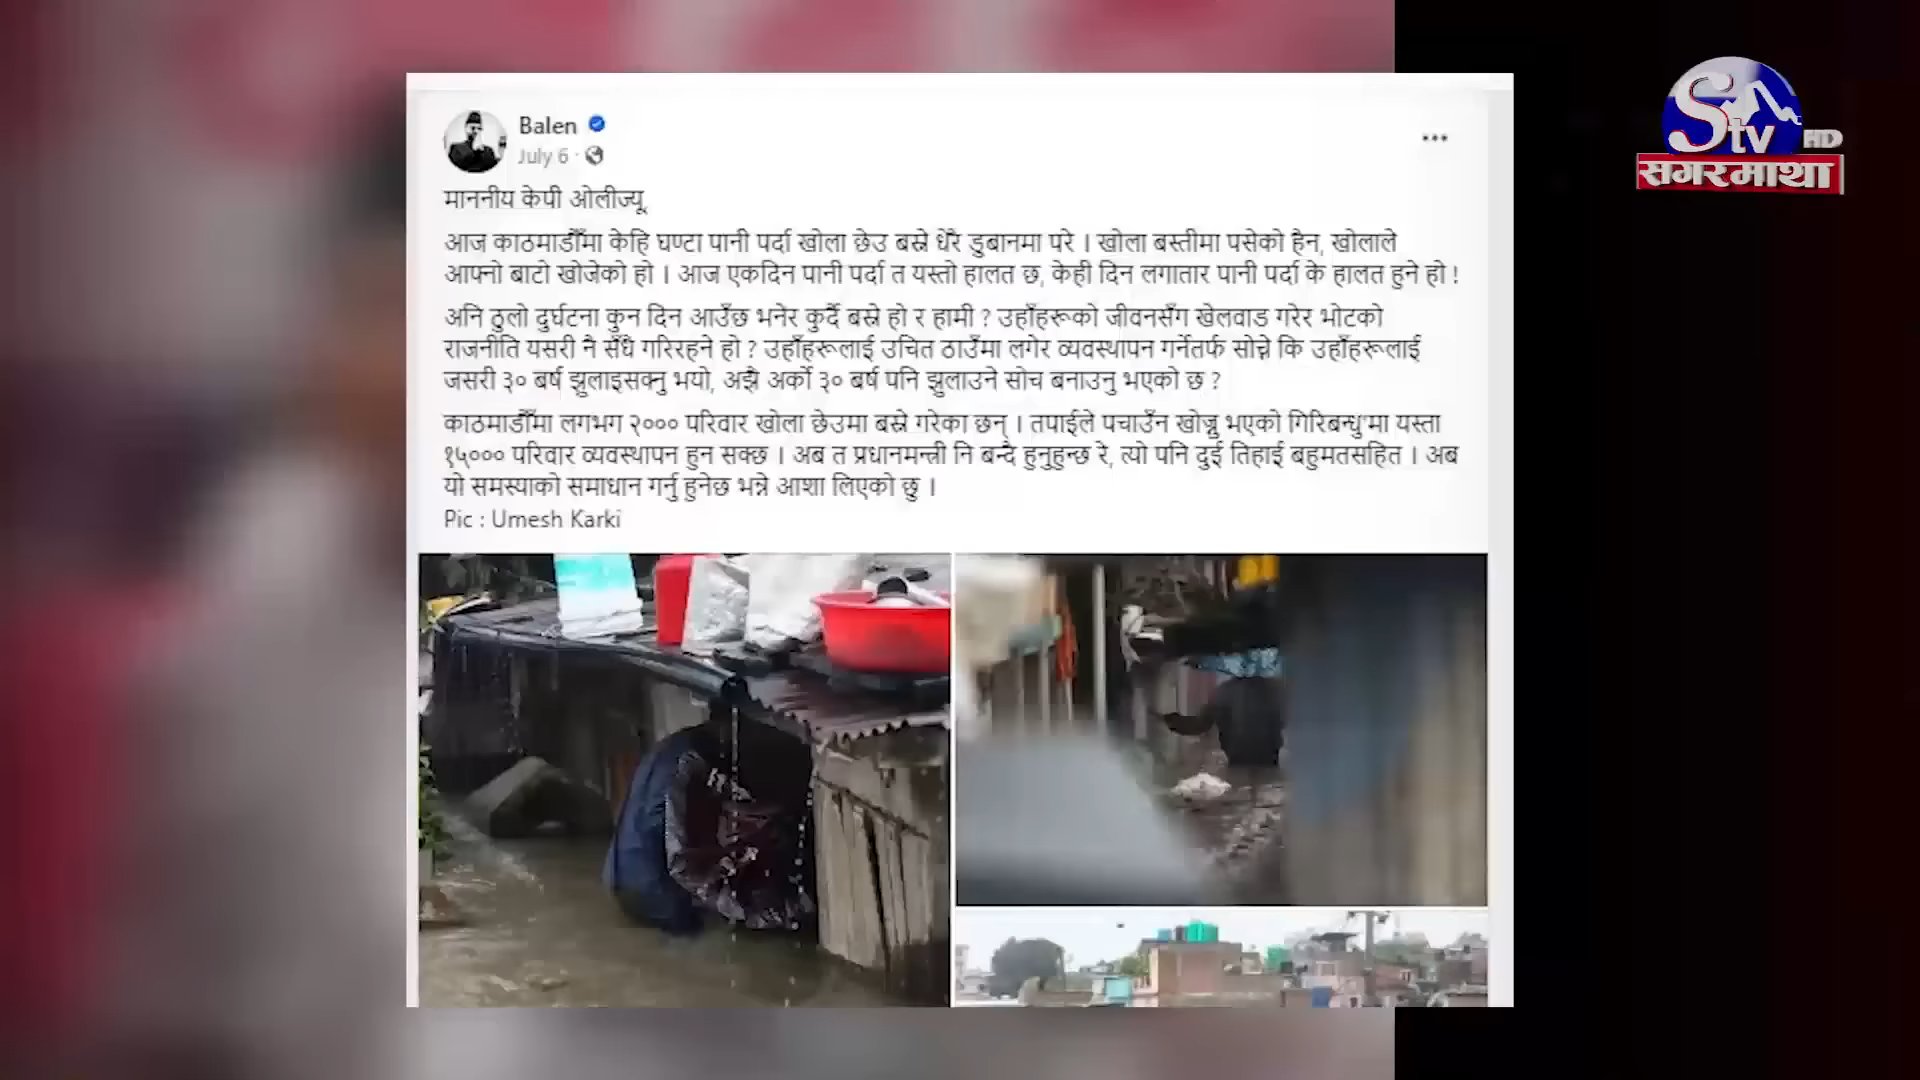 Balen
July 6 ·
माननीय केपी ओलीज्यू,
आज काठमाडौँमा केहि घण्टा पानी पर्दा खोला छेउ बस्ने धेरै डुबानमा परे । खोला बस्तीमा पसेको हैन, खोलाले
आफ्नो बाटो खोजेको हो । आज एकदिन पानी पर्दा त यस्तो हालत छ, केही दिन लगातार पानी पर्दा के हालत हुने हो !
अनि ठुलो दुर्घटना कुन दिन आउँछ भनेर कुर्दै बस्ने हो र हामी ? उहाँहरूको जीवनसँग खेलवाड गरेर भोटको
राजनीति यसरी नै सँधै गरिरहने हो ? उहाँहरूलाई उचित ठाउँमा लगेर व्यवस्थापन गर्नेतर्फ सोच्ने कि उहाँहरूलाई
जसरी ३० बर्ष झुलाइसक्नु भयो, अझै अर्को ३० बर्ष पनि झुलाउने सोच बनाउनु भएको छ ?
काठमाडौँमा लगभग २००० परिवार खोला छेउमा बस्ने गरेका छन् । तपाईले पचाउँन खोज्नु भएको गिरिबन्धु'मा यस्ता
१५००० परिवार व्यवस्थापन हुन सक्छ । अब त प्रधानमन्त्री नि बन्दै हुनुहुन्छ रे, त्यो पनि दुई तिहाई बहुमतसहित । अब
यो समस्याको समाधान गर्नु हुनेछ भन्ने आशा लिएको छु ।
Pic : Umesh Karki
Stv HD
सगरमाथा